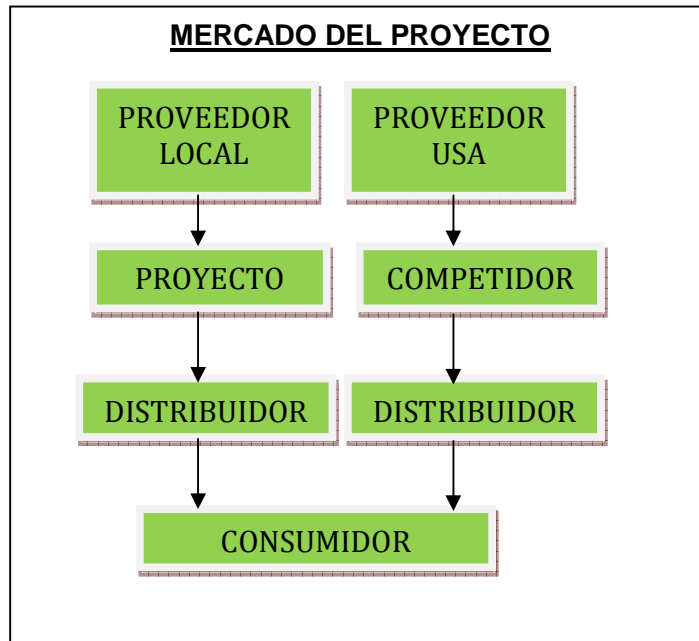 MERCADO DEL PROYECTO
PROVEEDOR
LOCAL
PROVEEDOR
USA
PROYECTO
COMPETIDOR
DISTRIBUIDOR
DISTRIBUIDOR
CONSUMIDOR